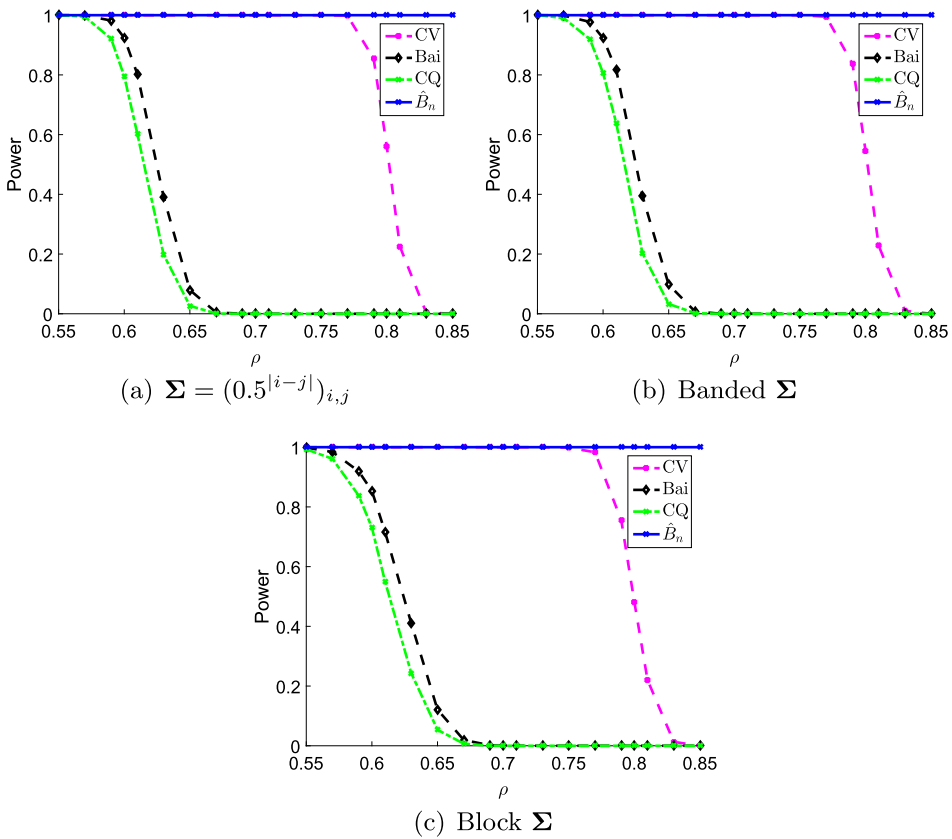 1
0.8
0.6
0.4
0.2
0
Power
0.55 0.6 0.65 0.7 0.75 0.8 0.85
ρ
CV
Bai
CQ
B̂ₙ
(a) Σ = (0.5^{|i−j|})_{i,j}
1
0.8
0.6
0.4
0.2
0
Power
0.55 0.6 0.65 0.7 0.75 0.8 0.85
ρ
CV
Bai
CQ
B̂ₙ
(b) Banded Σ
1
0.8
0.6
0.4
0.2
0
Power
0.55 0.6 0.65 0.7 0.75 0.8 0.85
ρ
CV
Bai
CQ
B̂ₙ
(c) Block Σ